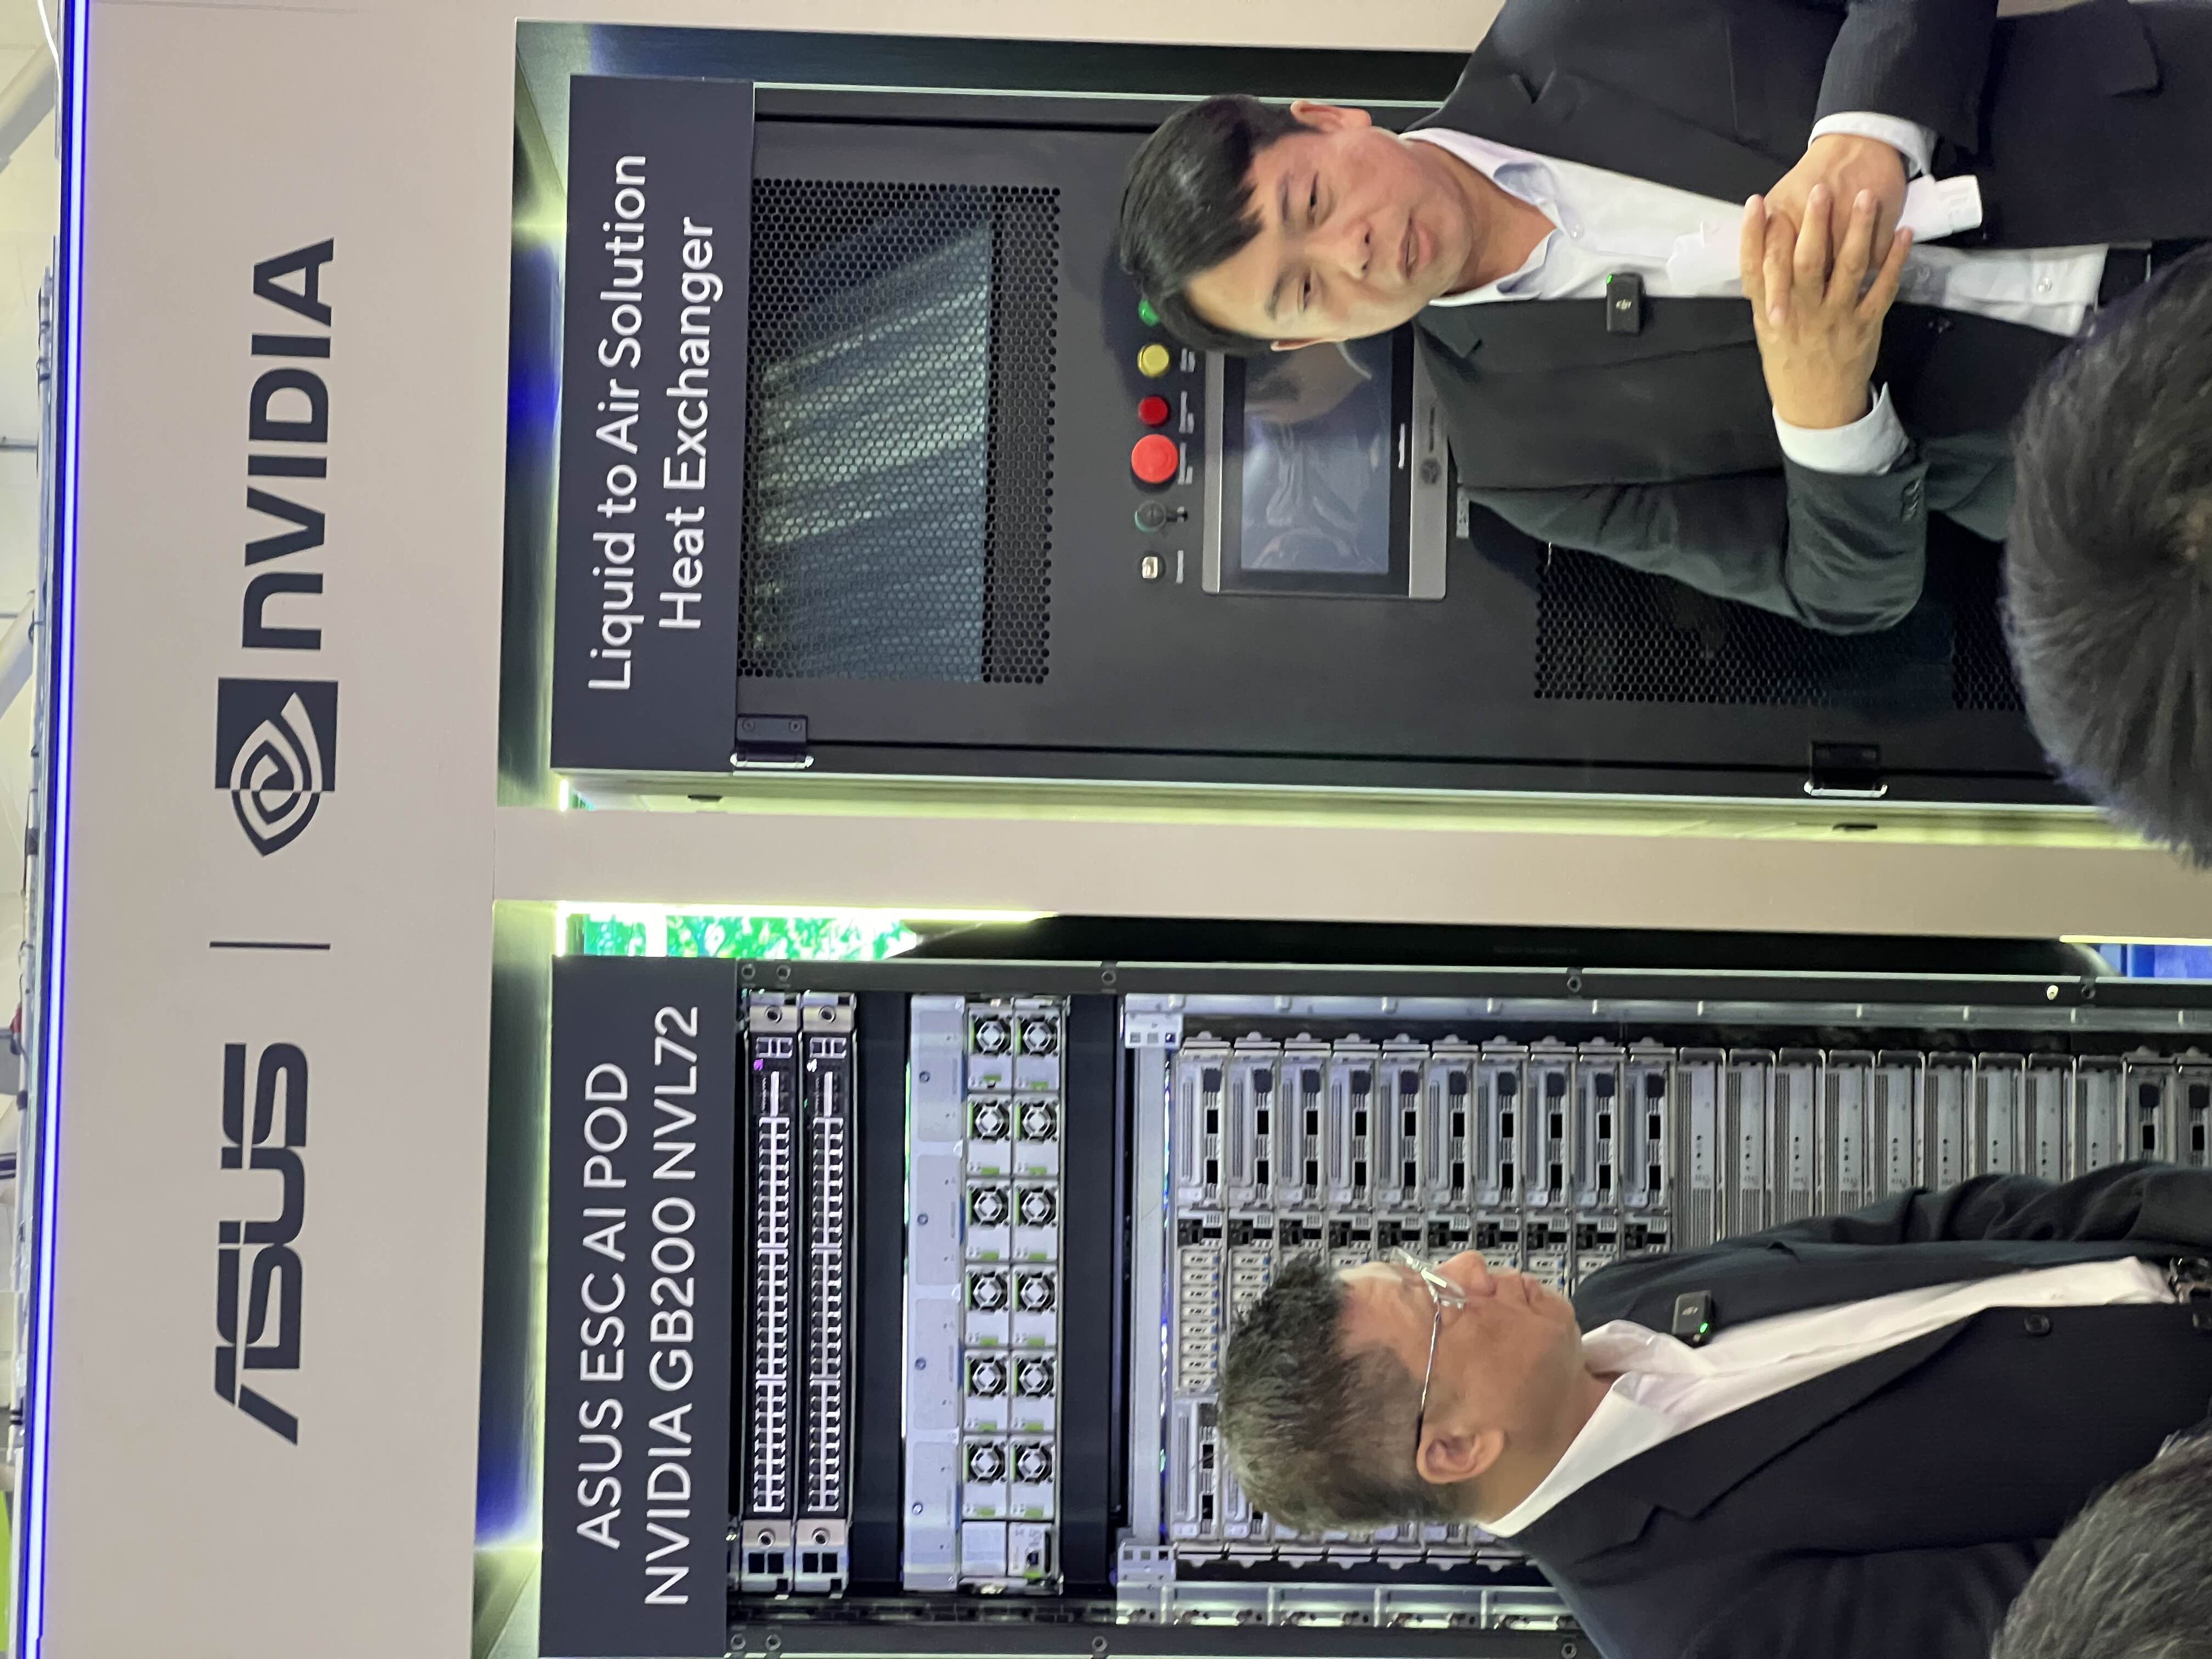 ASUS
NVIDIA
ASUS ESC AI POD
NVIDIA GB200 NVL72
Liquid to Air Solution
Heat Exchanger